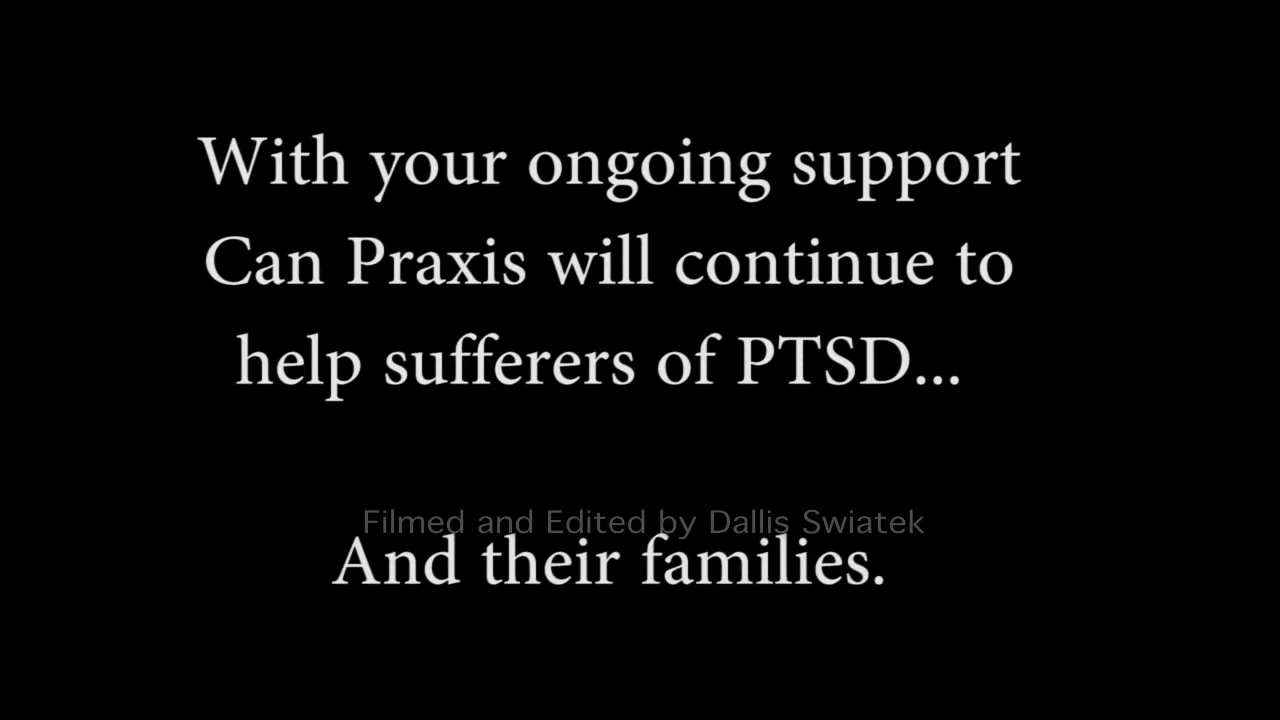 With your ongoing support
Can Praxis will continue to
help sufferers of PTSD...
Filmed and Edited by Dallis Swiatek
And their families.